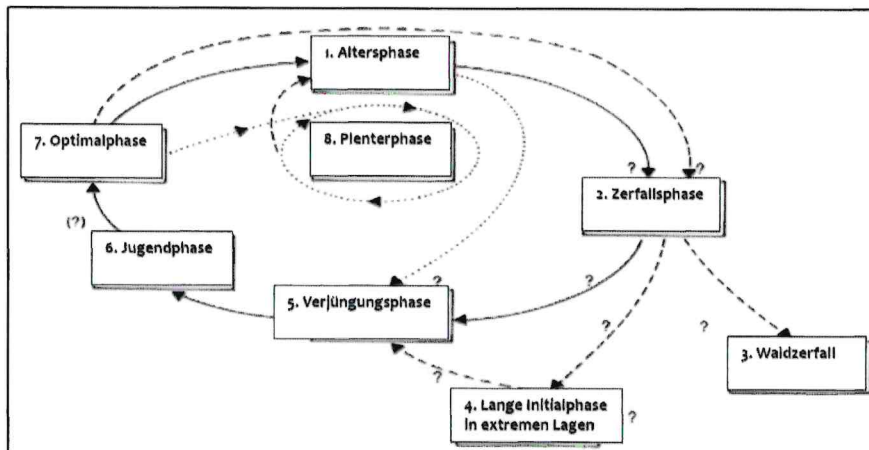 1. Altersphase
7. Optimalphase
8. Plenterphase
?
?
2. Zerfallsphase
(?)
6. Jugendphase
?
?
5. Verjüngungsphase
?
?
3. Waldzerfall
?
4. Lange Initialphase
in extremen Lagen
?